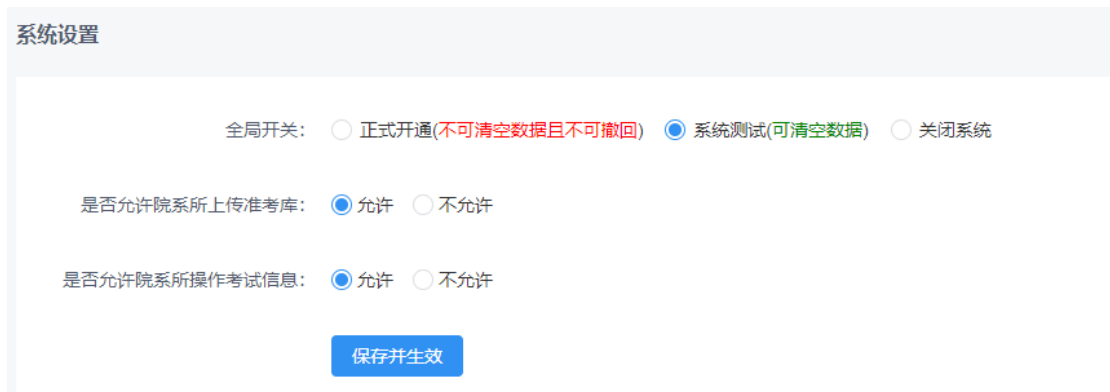 系统设置
全局开关： 正式开通(不可清空数据且不可撤回) 系统测试(可清空数据) 关闭系统
是否允许院系所上传准考库： 允许 不允许
是否允许院系所操作考试信息： 允许 不允许
保存并生效